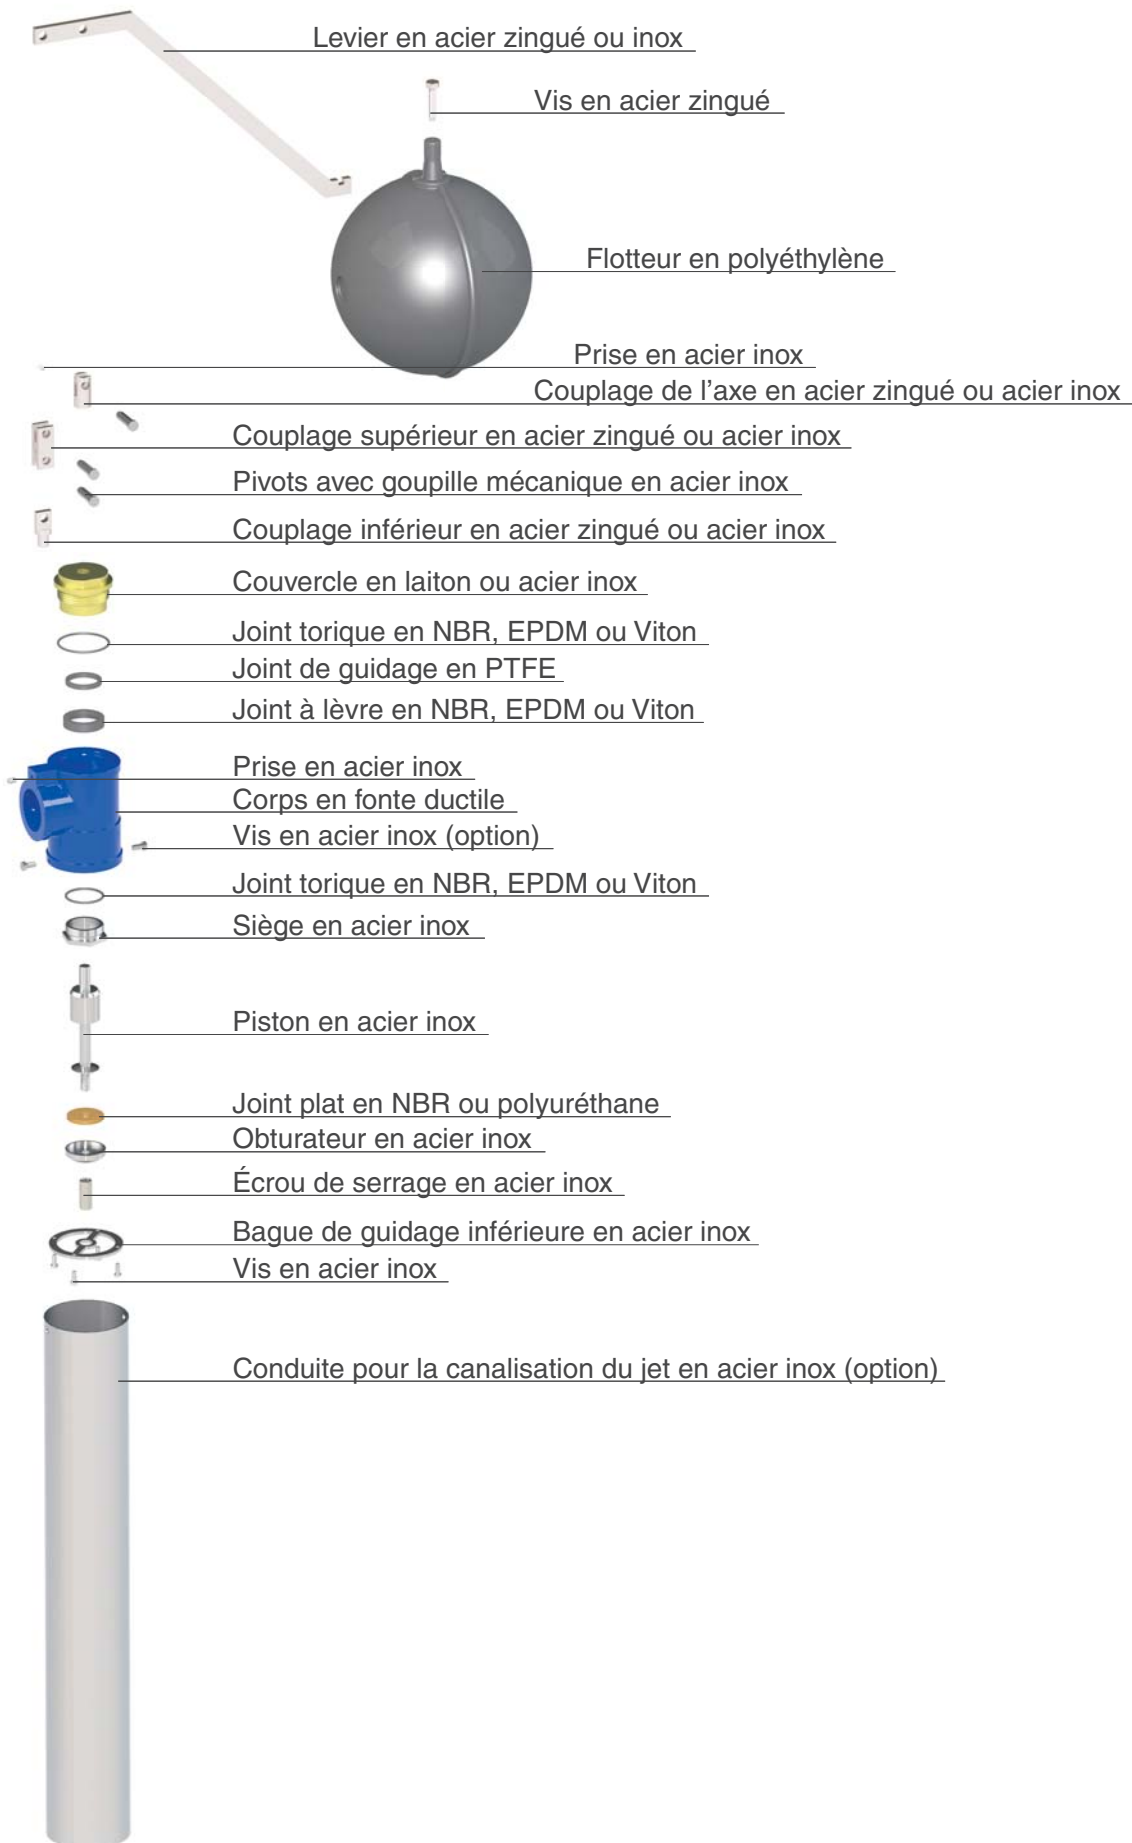 Levier en acier zingué ou inox
Vis en acier zingué
Flotteur en polyéthylène
Prise en acier inox
Couplage de l’axe en acier zingué ou acier inox
Couplage supérieur en acier zingué ou acier inox
Pivots avec goupille mécanique en acier inox
Couplage inférieur en acier zingué ou acier inox
Couvercle en laiton ou acier inox
Joint torique en NBR, EPDM ou Viton
Joint de guidage en PTFE
Joint à lèvre en NBR, EPDM ou Viton
Prise en acier inox
Corps en fonte ductile
Vis en acier inox (option)
Joint torique en NBR, EPDM ou Viton
Siège en acier inox
Piston en acier inox
Joint plat en NBR ou polyuréthane
Obturateur en acier inox
Écrou de serrage en acier inox
Bague de guidage inférieure en acier inox
Vis en acier inox
Conduite pour la canalisation du jet en acier inox (option)